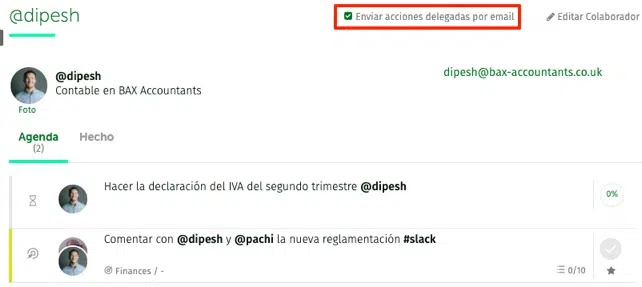 @dipesh
Enviar acciones delegadas por email
Editar Colaborador
@dipesh
Contable en BAX Accountants
dipesh@bax-accountants.co.uk
Foto
Agenda
(2)
Hecho
Hacer la declaración del IVA del segundo trimestre @dipesh
0%
Comentar con @dipesh y @pachi la nueva reglamentación #slack
Finances / -
0/10